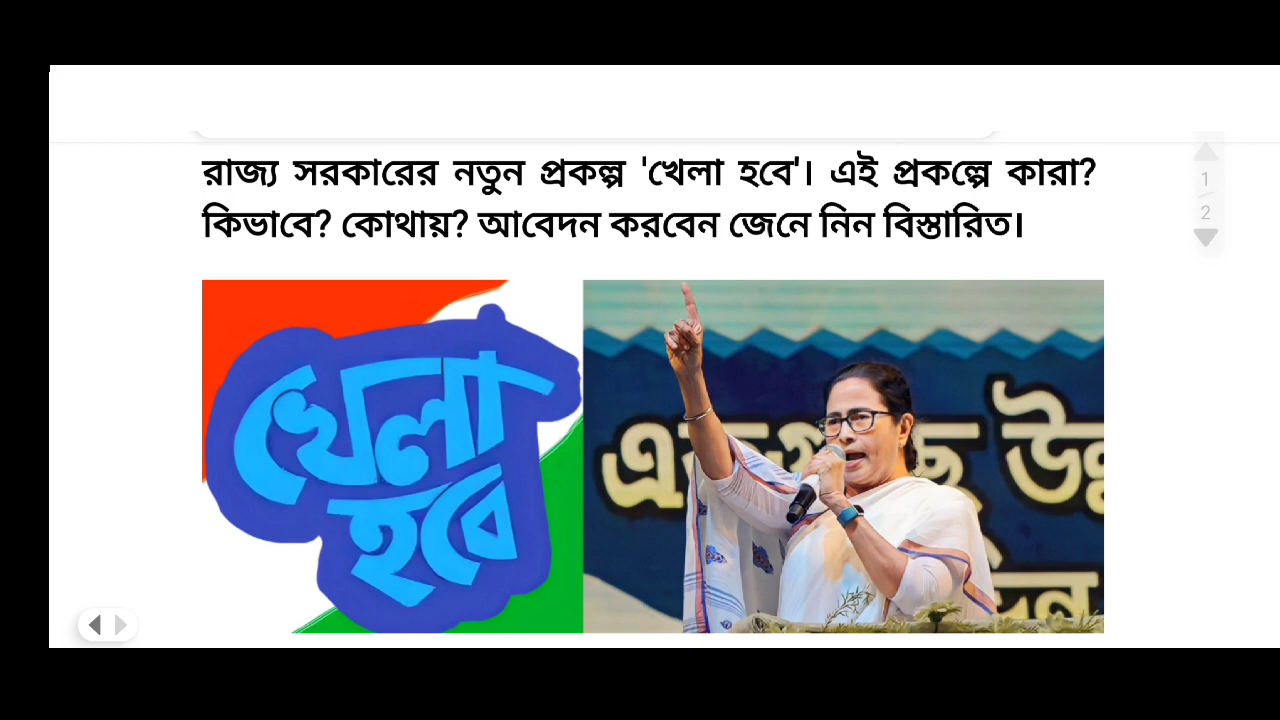 রাজ্য সরকারের নতুন প্রকল্প 'খেলা হবে'। এই প্রকল্পে কারা?
কিভাবে? কোথায়? আবেদন করবেন জেনে নিন বিস্তারিত।
1
2
খেলা
হবে